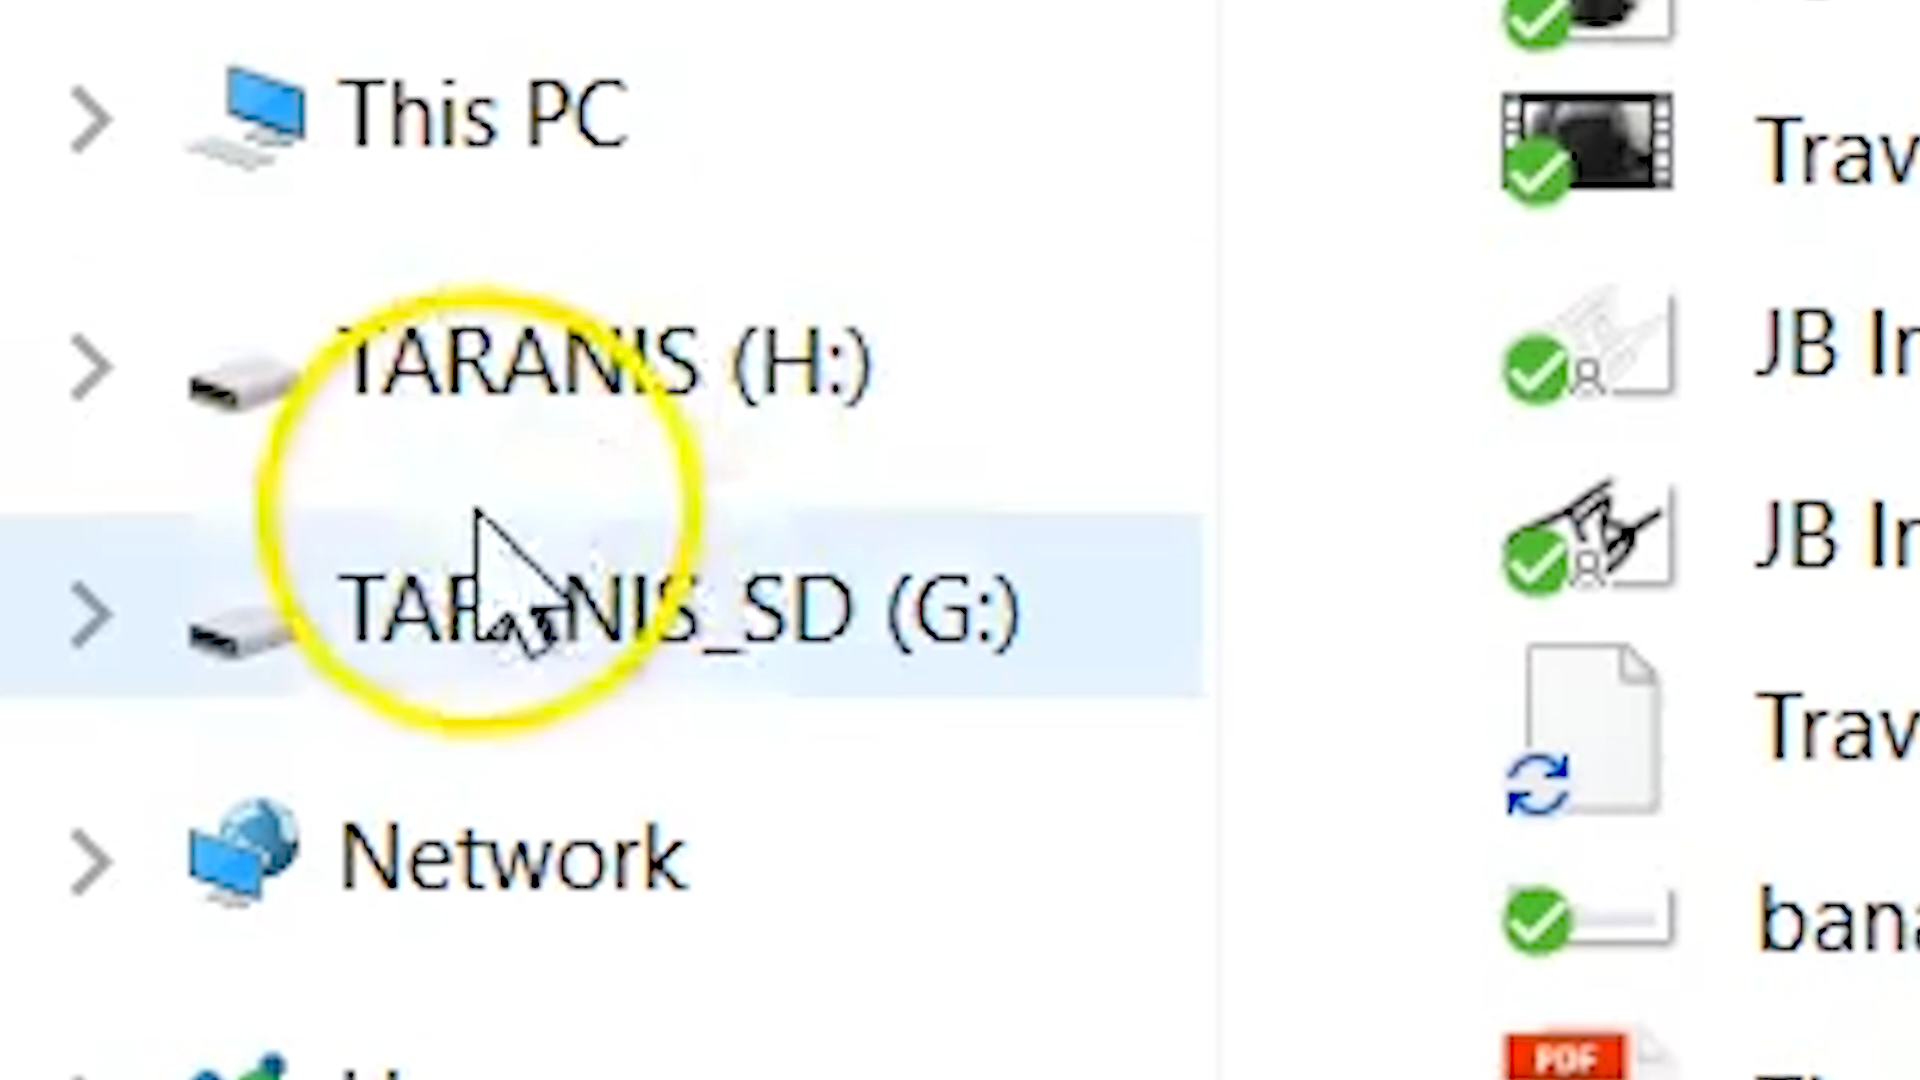 This PC
TARANIS (H:)
TARANIS_SD (G:)
Network
Trav
JB In
JB In
Trav
bana
PDF